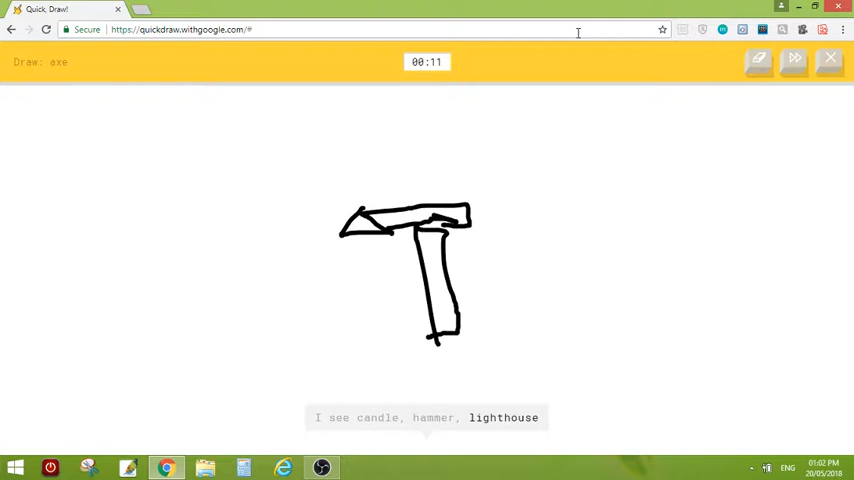 Quick, Draw!
Secure https://quickdraw.withgoogle.com/#
Draw: axe
00:11
I see candle, hammer, lighthouse
ENG
01:02 PM
20/05/2018